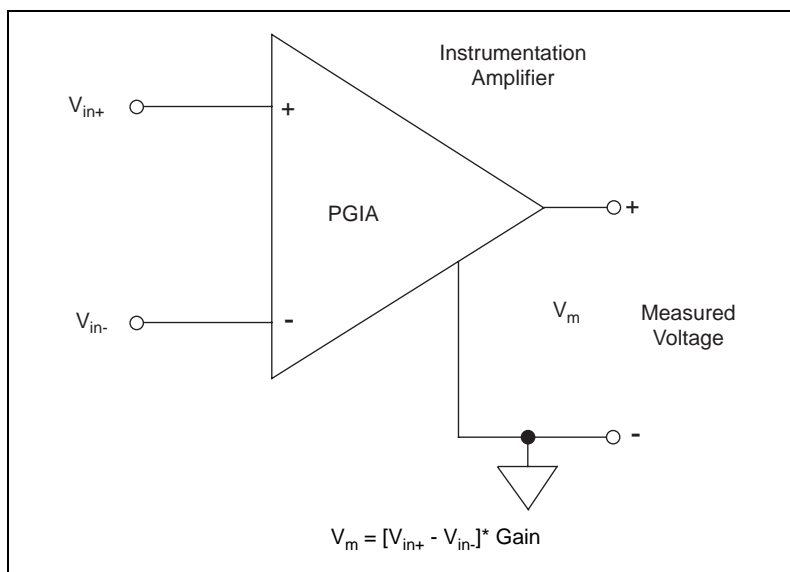 Instrumentation
Amplifier
Vin+
+
PGIA
+
Vin-
-
Vm
Measured
Voltage
-
Vm = [Vin+ - Vin-]* Gain